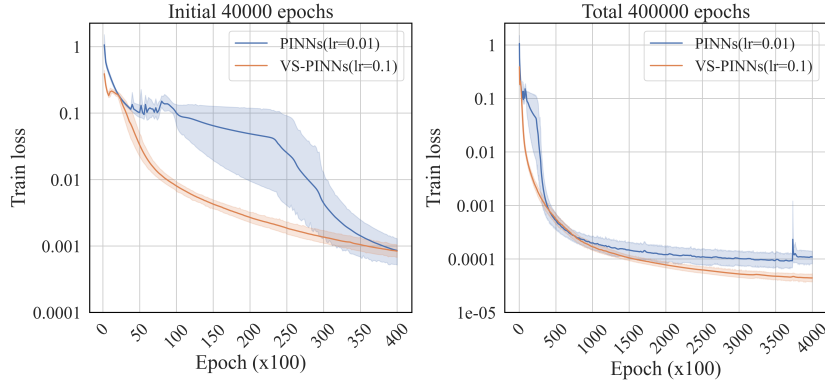 Initial 40000 epochs
PINNs(lr=0.01)
VS-PINNs(lr=0.1)
Train loss
1
0.1
0.01
0.001
0.0001
0
50
100
150
200
250
300
350
400
Epoch (x100)
Total 400000 epochs
PINNs(lr=0.01)
VS-PINNs(lr=0.1)
Train loss
1
0.1
0.01
0.001
0.0001
1e-05
0
500
1000
1500
2000
2500
3000
3500
4000
Epoch (x100)